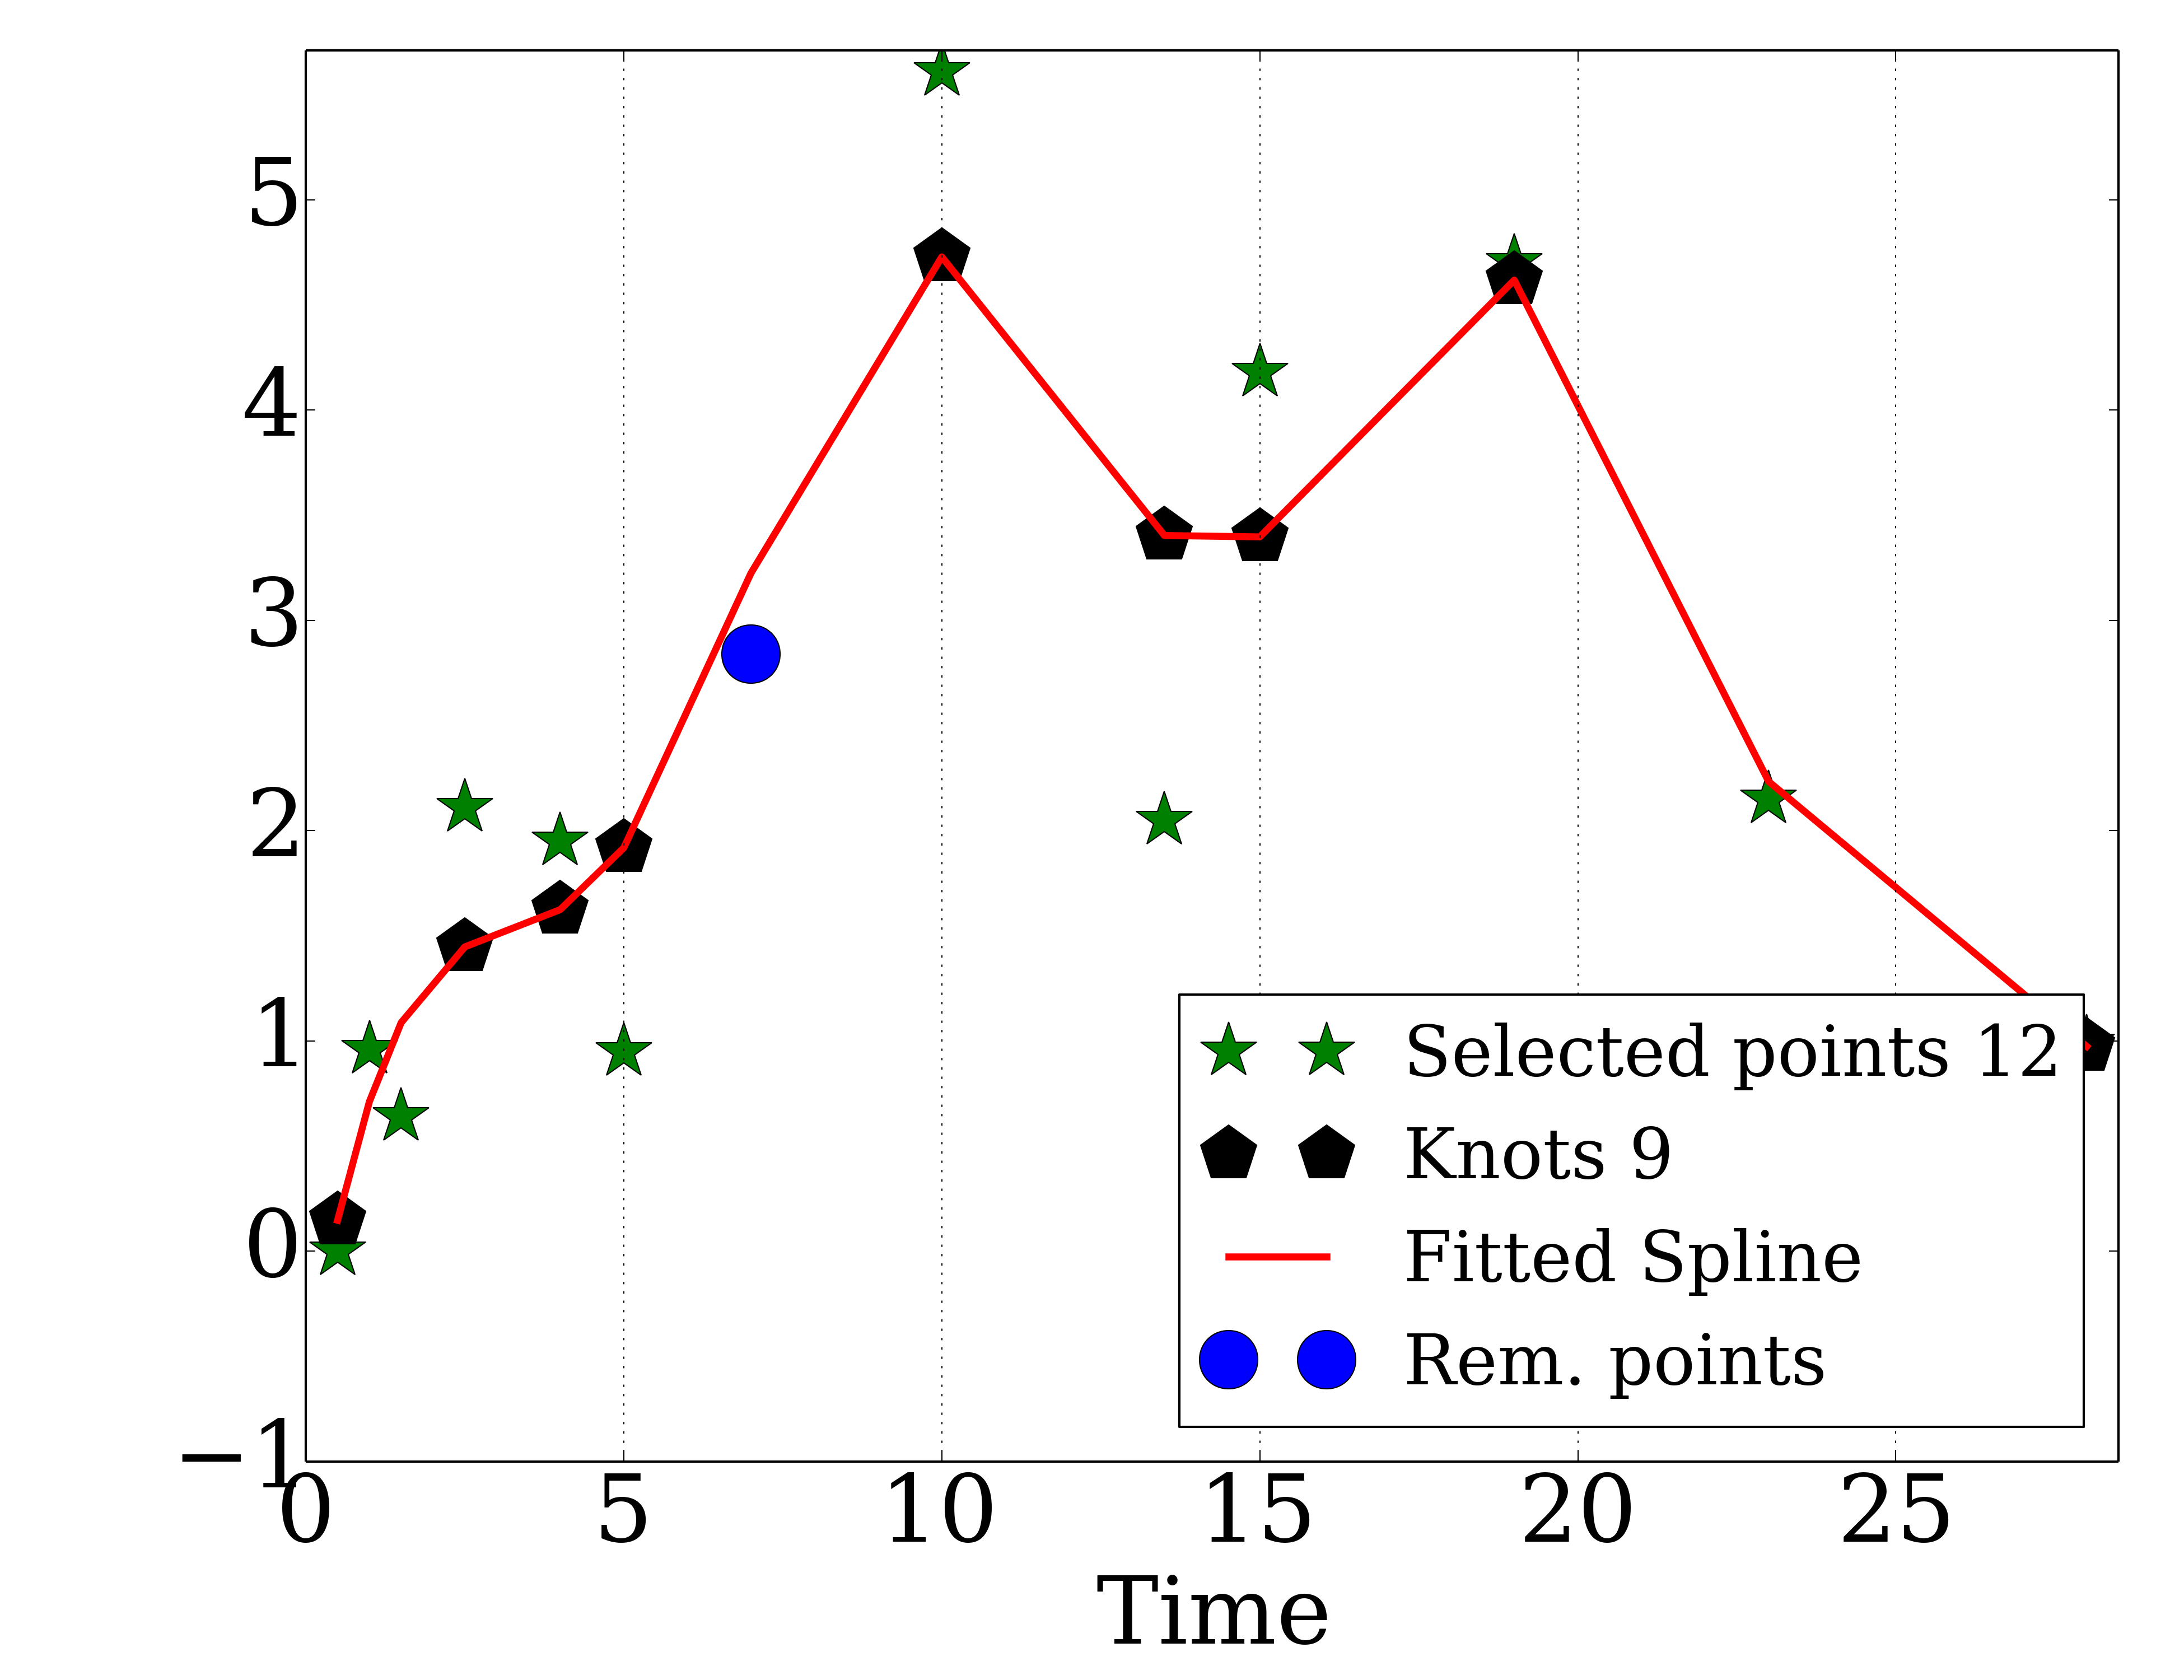 5
4
3
2
1
0
−1
0 5 10 15 20 25
Time
Selected points 12
Knots 9
Fitted Spline
Rem. points